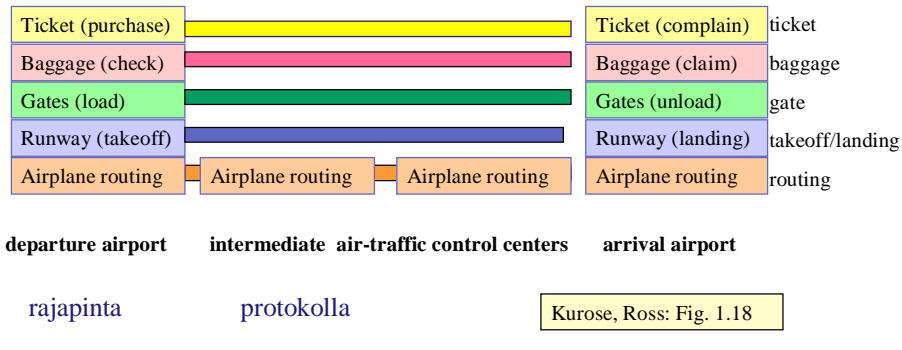 Ticket (purchase) Ticket (complain) ticket
Baggage (check) Baggage (claim) baggage
Gates (load) Gates (unload) gate
Runway (takeoff) Runway (landing) takeoff/landing
Airplane routing Airplane routing Airplane routing Airplane routing routing
departure airport intermediate air-traffic control centers arrival airport
rajapinta protokolla
Kurose, Ross: Fig. 1.18